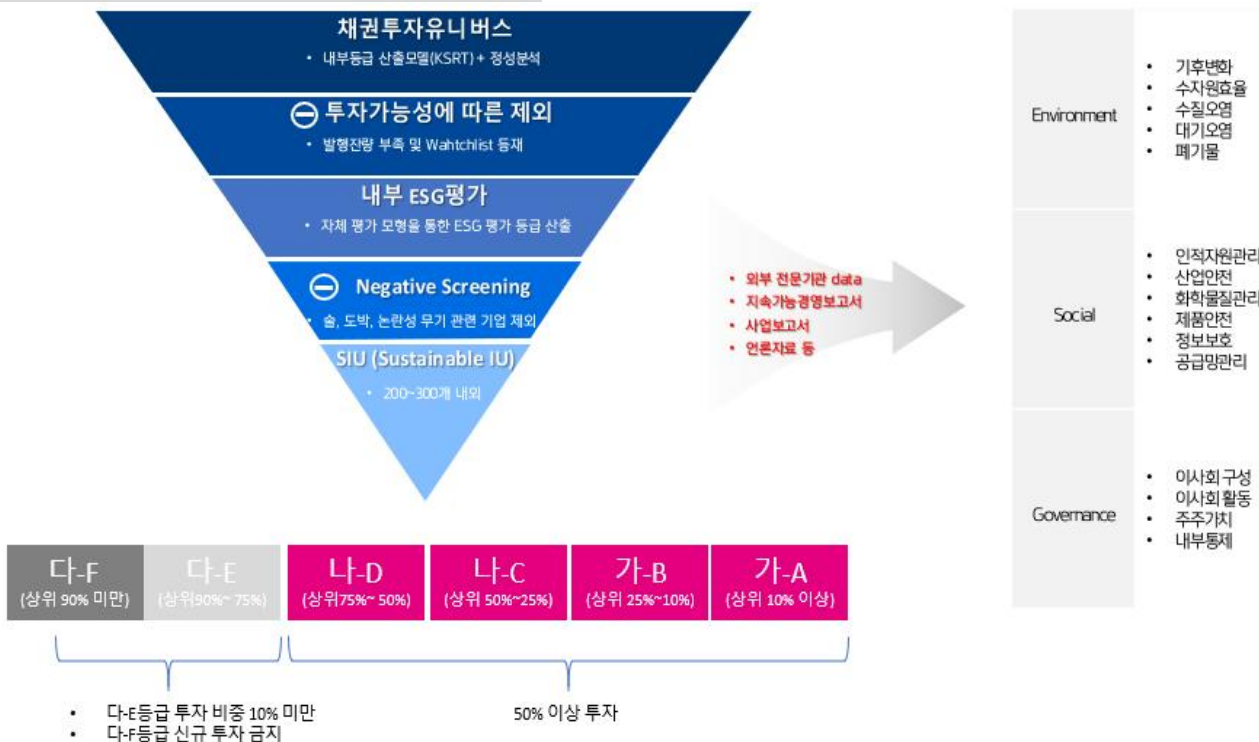 채권투자유니버스
• 내부등급 산출모델(KSRT) + 정성분석
투자가능성에 따른 제외
• 발행잔량 부족 및 Wahtchlist 등재
내부 ESG평가
• 자체 평가 모형을 통한 ESG 평가 등급 산출
Negative Screening
• 술, 도박, 논란성 무기 관련 기업 제외
SIU (Sustainable IU)
• 200~300개 내외
• 외부 전문기관 data
• 지속가능경영보고서
• 사업보고서
• 언론자료 등
Environment
• 기후변화
• 수자원효율
• 수질오염
• 대기오염
• 폐기물
Social
• 인적자원관리
• 산업안전
• 화학물질관리
• 제품안전
• 정보보호
• 공급망관리
Governance
• 이사회 구성
• 이사회 활동
• 주주가치
• 내부통제
다-F
(상위 90% 미만)
다-E
(상위90%~ 75%)
나-D
(상위75%~ 50%)
나-C
(상위 50%~25%)
가-B
(상위 25%~10%)
가-A
(상위 10% 이상)
• 다-E등급 투자 비중 10% 미만
• 다-F등급 신규 투자 금지
50% 이상 투자